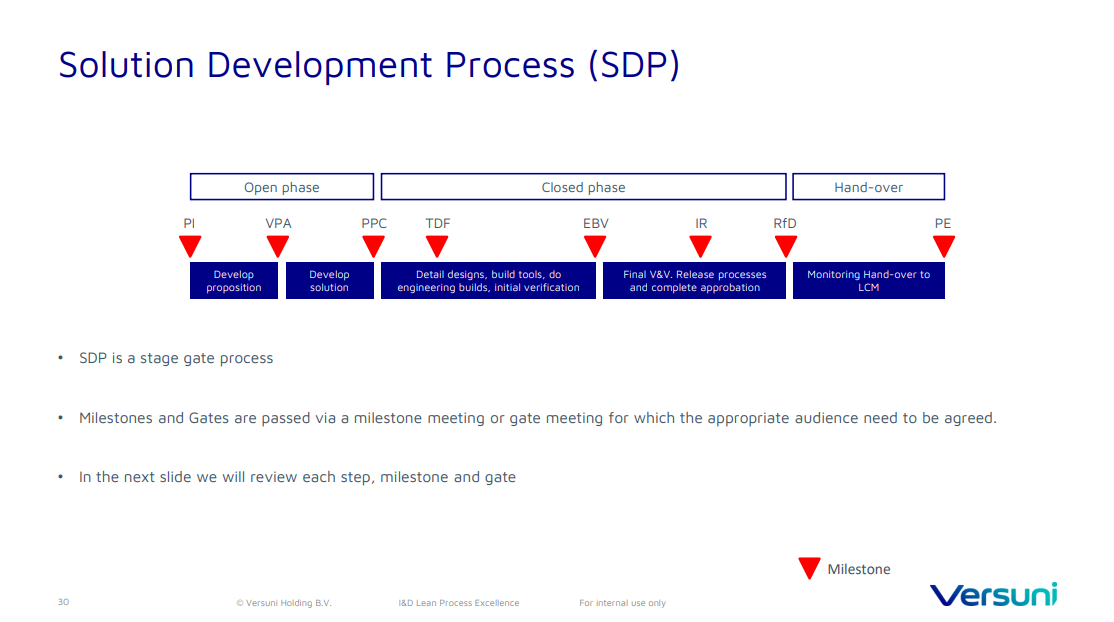 Solution Development Process (SDP)
Open phase
Closed phase
Hand-over
PI
VPA
PPC
TDF
EBV
IR
RfD
PE
Develop
proposition
Develop
solution
Detail designs, build tools, do
engineering builds, initial verification
Final V&V. Release processes
and complete approbation
Monitoring Hand-over to
LCM
• SDP is a stage gate process
• Milestones and Gates are passed via a milestone meeting or gate meeting for which the appropriate audience need to be agreed.
• In the next slide we will review each step, milestone and gate
Milestone
30
© Versuni Holding B.V.
I&D Lean Process Excellence
For internal use only
Versuni